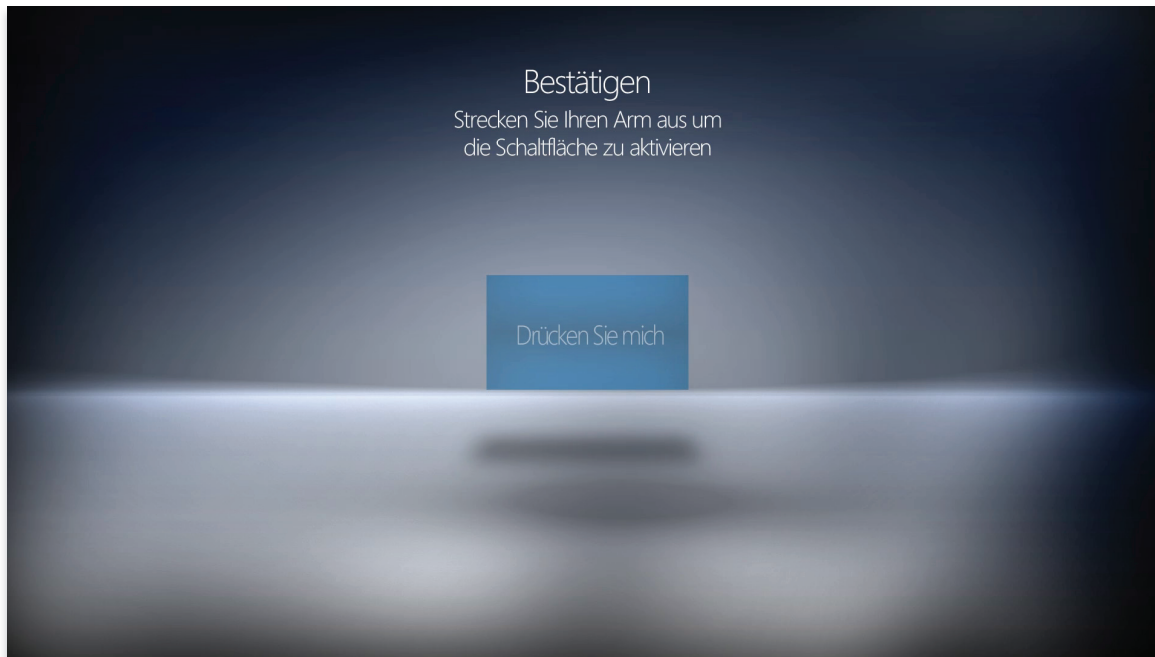 Bestätigen
Strecken Sie Ihren Arm aus um
die Schaltfläche zu aktivieren
Drücken Sie mich